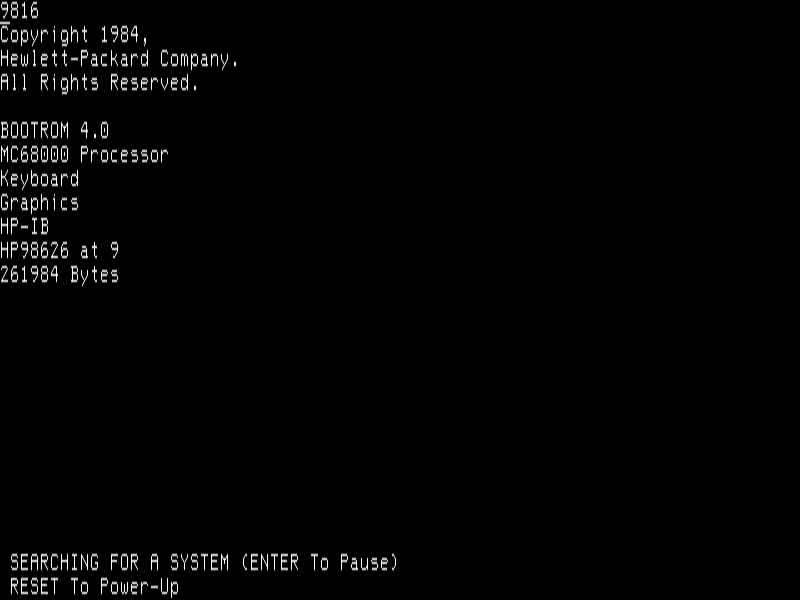 9816
Copyright 1984,
Hewlett-Packard Company.
All Rights Reserved.
BOOTROM 4.0
MC68000 Processor
Keyboard
Graphics
HP-IB
HP98626 at 9
261984 Bytes
SEARCHING FOR A SYSTEM (ENTER To Pause)
RESET To Power-Up